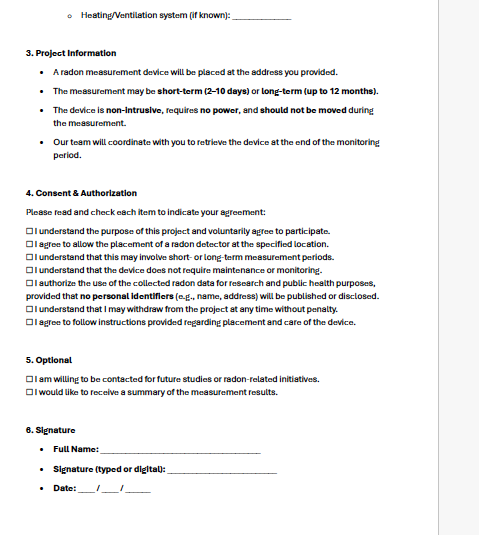 o Heating/Ventilation system (if known): ____________
3. Project Information
• A radon measurement device will be placed at the address you provided.
• The measurement may be short-term (2–10 days) or long-term (up to 12 months).
• The device is non-intrusive, requires no power, and should not be moved during
the measurement.
• Our team will coordinate with you to retrieve the device at the end of the monitoring
period.
4. Consent & Authorization
Please read and check each item to indicate your agreement:
☐ I understand the purpose of this project and voluntarily agree to participate.
☐ I agree to allow the placement of a radon detector at the specified location.
☐ I understand that this may involve short- or long-term measurement periods.
☐ I understand that the device does not require maintenance or monitoring.
☐ I authorize the use of the collected radon data for research and public health purposes,
provided that no personal identifiers (e.g., name, address) will be published or disclosed.
☐ I understand that I may withdraw from the project at any time without penalty.
☐ I agree to follow instructions provided regarding placement and care of the device.
5. Optional
☐ I am willing to be contacted for future studies or radon-related initiatives.
☐ I would like to receive a summary of the measurement results.
6. Signature
• Full Name: ________________________________
• Signature (typed or digital): ______________________
• Date: ___ /___ /_____